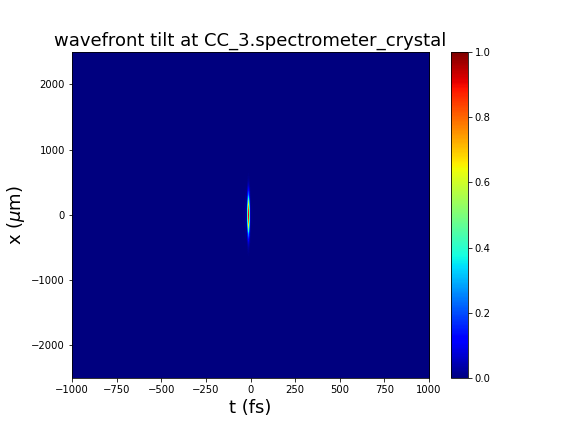 wavefront tilt at CC_3.spectrometer_crystal
1.0
2000
0.8
1000
0.6
x (μm)
0
0.4
−1000
0.2
−2000
0.0
−1000 −750 −500 −250 0 250 500 750 1000
t (fs)